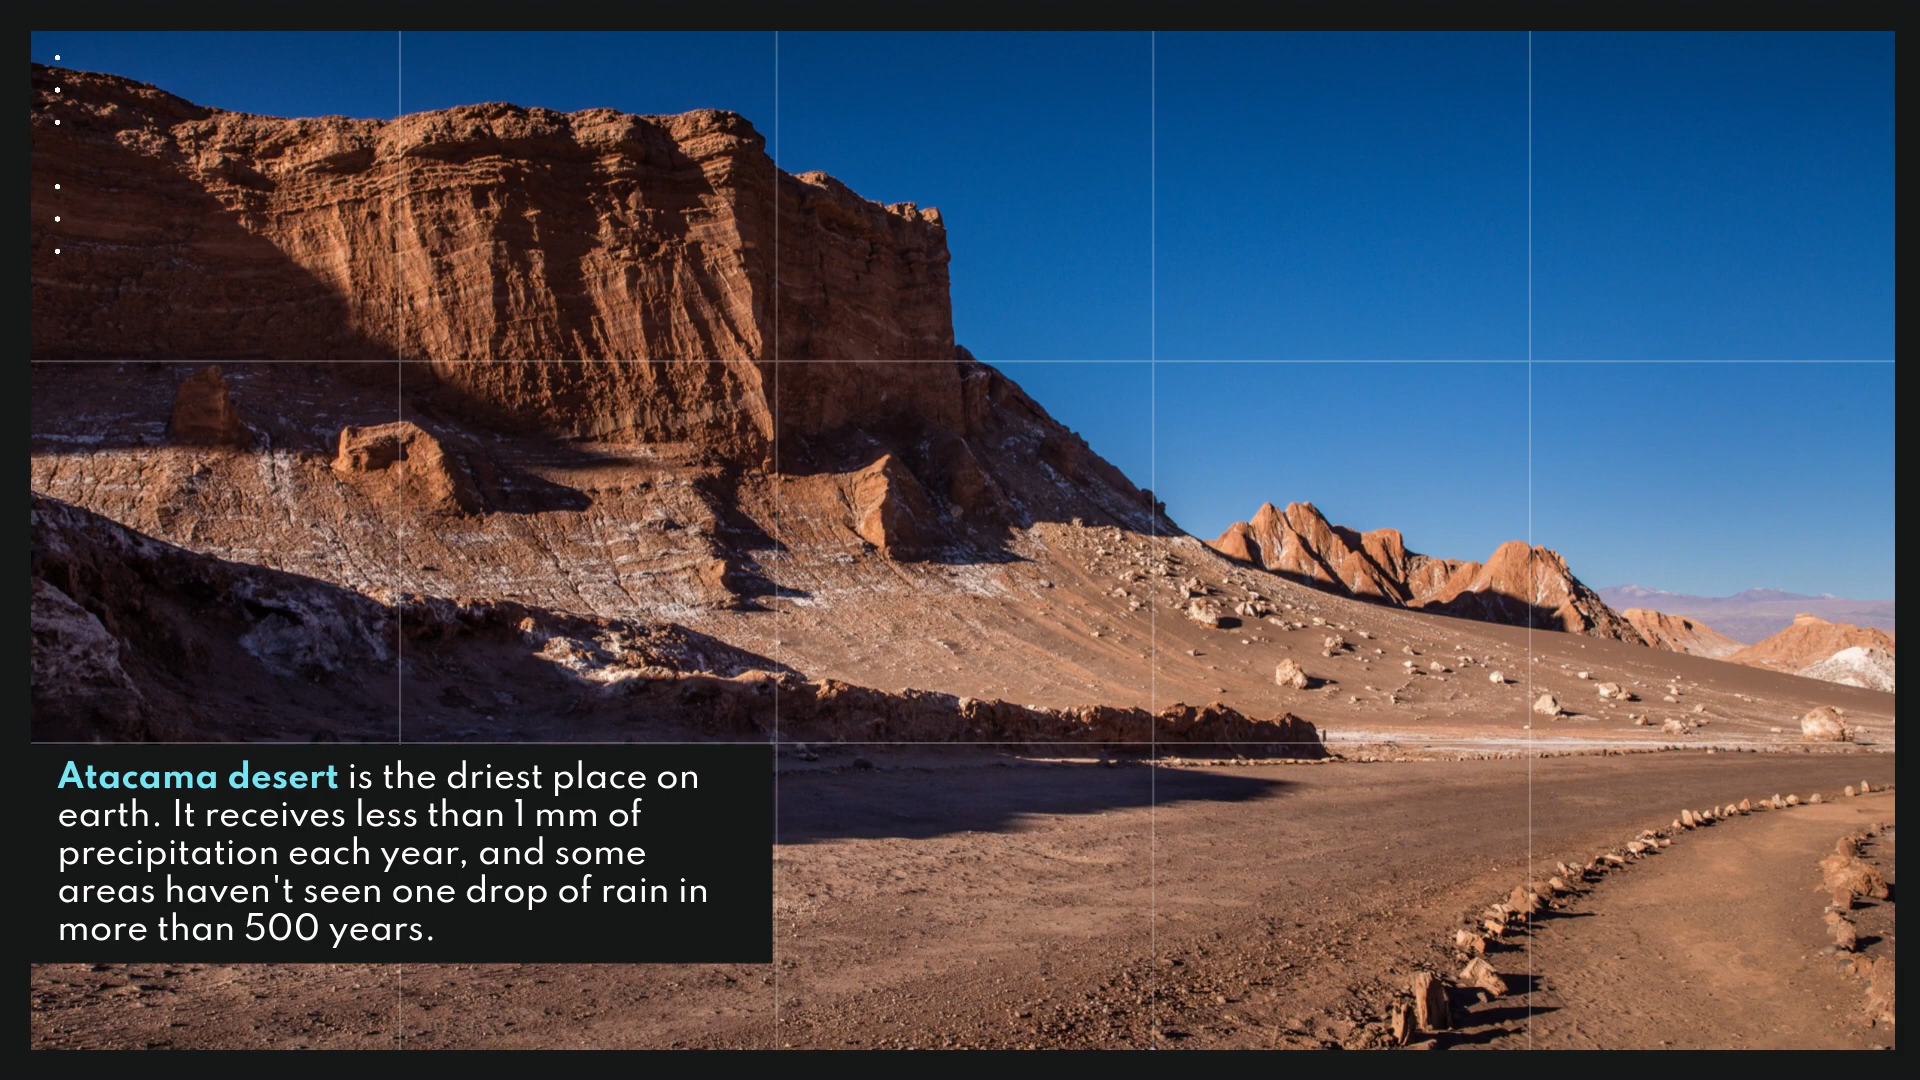 Atacama desert is the driest place on
earth. It receives less than 1 mm of
precipitation each year, and some
areas haven't seen one drop of rain in
more than 500 years.